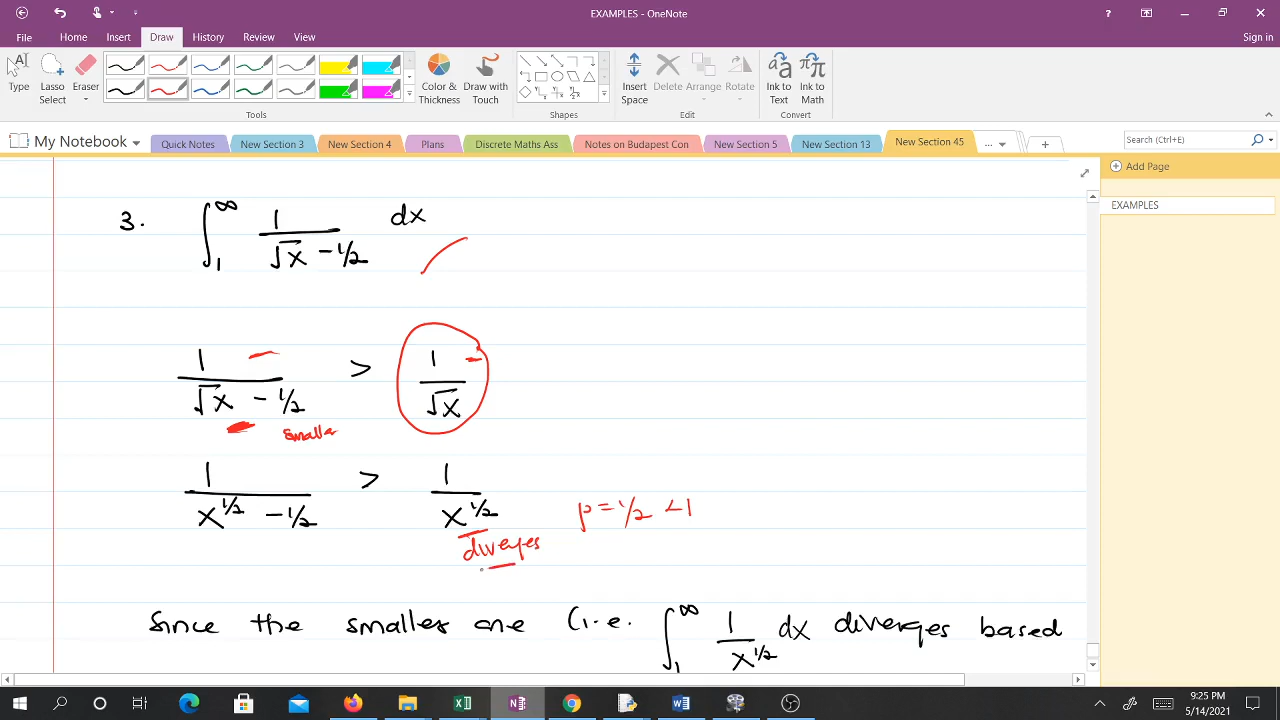 EXAMPLES - OneNote
? Sign in
File Home Insert Draw History Review View
Type Lasso Select Eraser Color & Thickness Draw with Touch Insert Space Delete Arrange Rotate Ink to Text Ink to Math
Tools Shapes Edit Convert
My Notebook Quick Notes New Section 3 New Section 4 Plans Discrete Maths Ass Notes on Budapest Con New Section 5 New Section 13 New Section 45 ... + Search (Ctrl+E)
Add Page
EXAMPLES
3. ∫₁^∞ 1/(√x - 1/2) dx
1/(√x - 1/2) > 1/√x
smaller
1/(x^1/2 - 1/2) > 1/x^1/2 p = 1/2 < 1
diverges
Since the smalles one (i.e. ∫₁^∞ 1/x^1/2 dx diverges based
9:25 PM
5/14/2021